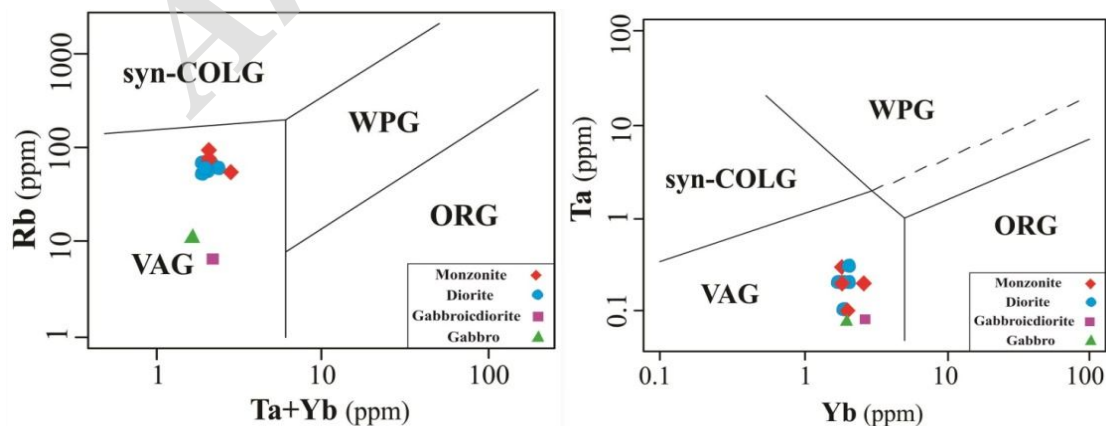 1000
100
10
1
Rb (ppm)
syn-COLG
WPG
ORG
VAG
Monzonite
Diorite
Gabbroicdiorite
Gabbro
1
10
100
Ta+Yb (ppm)
100
10
1
0.1
Ta (ppm)
WPG
syn-COLG
ORG
VAG
Monzonite
Diorite
Gabbroicdiorite
Gabbro
0.1
1
10
100
Yb (ppm)